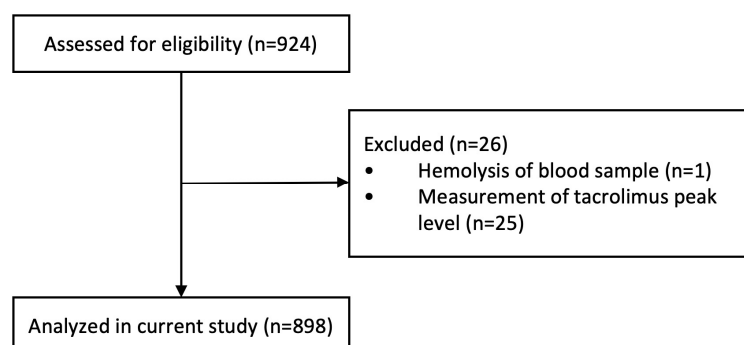 Assessed for eligibility (n=924)
Excluded (n=26)
• Hemolysis of blood sample (n=1)
• Measurement of tacrolimus peak
level (n=25)
Analyzed in current study (n=898)